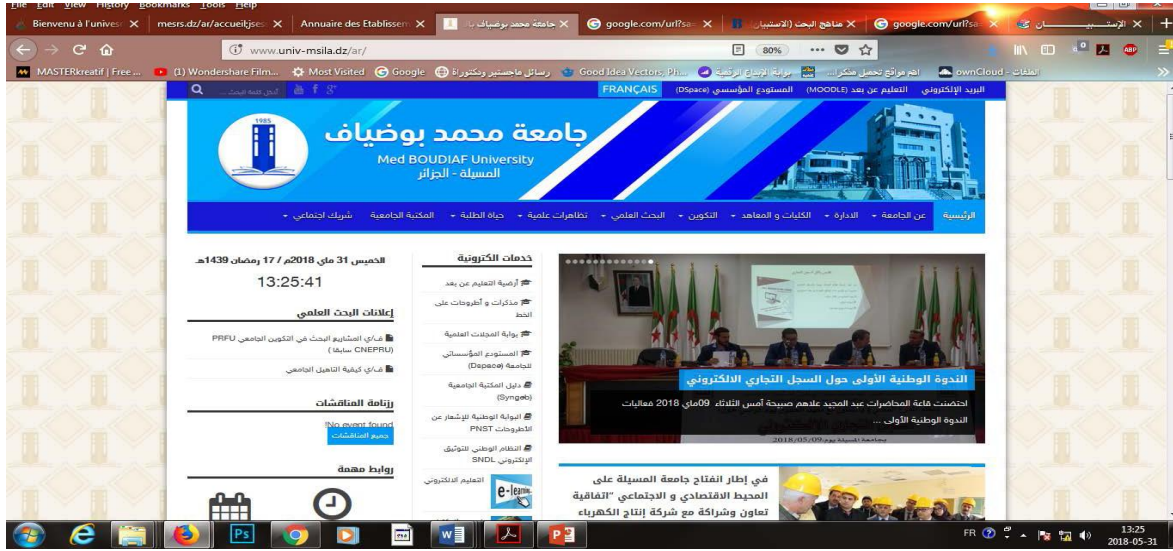 File Edit View History Bookmarks Tools Help
Bienvenu à l'univers
mesrs.dz/ar/accueil;jses
Annuaire des Etablissem
جامعة محمد بوضياف با
google.com/url?sa=
مناهج البحث (الاستبيان
google.com/url?sa=
www.univ-msila.dz/ar/
80%
MASTERkreatif | Free ...
(1) Wondershare Film...
Most Visited
Google
رسائل ماجستير ودكتوراة
Good Idea Vectors, Ph...
بوابة الإبداع الرقمية
ownCloud - الملفات
البريد الإلكتروني
التعليم عن بعد (MOODLE)
المستودع المؤسسي (DSpace)
FRANÇAIS
1985
جامعة محمد بوضياف
Med BOUDIAF University
المسيلة - الجزائر
الرئيسية
عن الجامعة
الادارة
الكليات و المعاهد
التكوين
البحث العلمي
تظاهرات علمية
حياة الطلبة
المكتبة الجامعية
شريك اجتماعي
الندوة الوطنية الأولى حول السجل التجاري الالكتروني
احتضنت قاعة المحاضرات عبد المجيد علاهم صبيحة أمس الثلاثاء 09ماي 2018 فعاليات
الندوة الوطنية الأولى ...
في إطار انفتاح جامعة المسيلة على
المحيط الاقتصادي و الاجتماعي "اتفاقية
تعاون وشراكة مع شركة إنتاج الكهرباء
خدمات الكترونية
أرضية التعليم عن بعد
مذكرات و أطروحات على
الخط
بوابة المجلات العلمية
المستودع المؤسساتي
للجامعة (Dspace)
دليل المكتبة الجامعية
(Syngeb)
البوابة الوطنية للإشعار عن
الأطروحات PNST
النظام الوطني للتوثيق
الإلكتروني SNDL
التعليم الالكتروني
الخميس 31 ماي 2018م / 17 رمضان 1439هـ
13:25:41
إعلانات البحث العلمي
ف/ي المشاريع البحث في التكوين الجامعي PRFU
(CNEPRU سابقا )
ف/ي كيفية التاهيل الجامعي
رزنامة المناقشات
No event found!
جميع المناقشات
روابط مهمة
FR
13:25
2018-05-31